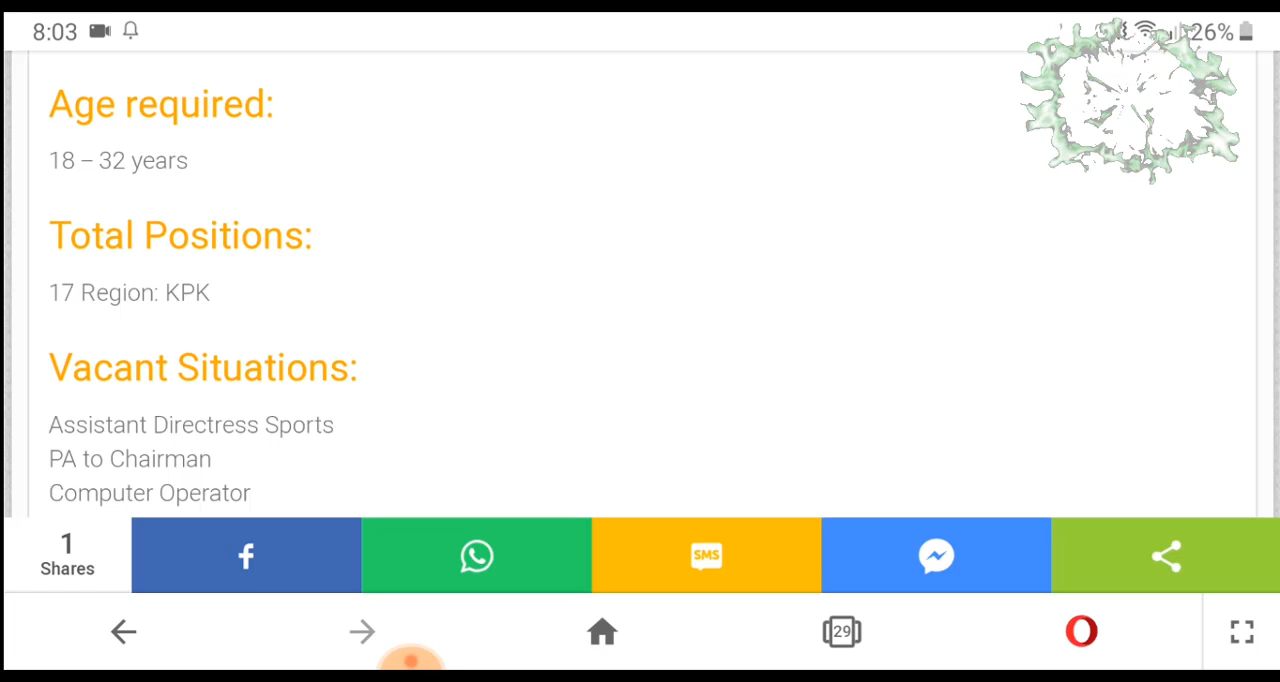 8:03
26%
Age required:
18 – 32 years
Total Positions:
17 Region: KPK
Vacant Situations:
Assistant Directress Sports
PA to Chairman
Computer Operator
1
Shares
SMS
29